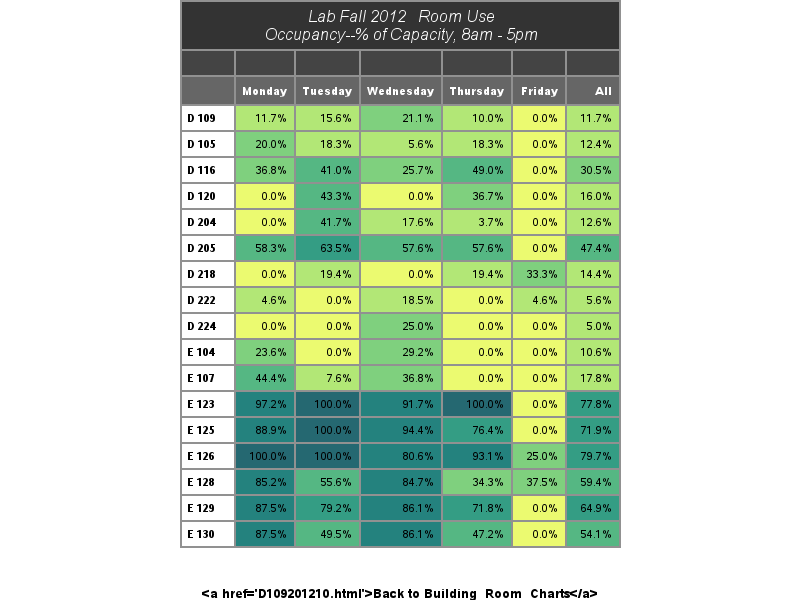 Lab Fall 2012 Room Use
Occupancy--% of Capacity, 8am - 5pm
Monday Tuesday Wednesday Thursday Friday All
D 109 11.7% 15.6% 21.1% 10.0% 0.0% 11.7%
D 105 20.0% 18.3% 5.6% 18.3% 0.0% 12.4%
D 116 36.8% 41.0% 25.7% 49.0% 0.0% 30.5%
D 120 0.0% 43.3% 0.0% 36.7% 0.0% 16.0%
D 204 0.0% 41.7% 17.6% 3.7% 0.0% 12.6%
D 205 58.3% 63.5% 57.6% 57.6% 0.0% 47.4%
D 218 0.0% 19.4% 0.0% 19.4% 33.3% 14.4%
D 222 4.6% 0.0% 18.5% 0.0% 4.6% 5.6%
D 224 0.0% 0.0% 25.0% 0.0% 0.0% 5.0%
E 104 23.6% 0.0% 29.2% 0.0% 0.0% 10.6%
E 107 44.4% 7.6% 36.8% 0.0% 0.0% 17.8%
E 123 97.2% 100.0% 91.7% 100.0% 0.0% 77.8%
E 125 88.9% 100.0% 94.4% 76.4% 0.0% 71.9%
E 126 100.0% 100.0% 80.6% 93.1% 25.0% 79.7%
E 128 85.2% 55.6% 84.7% 34.3% 37.5% 59.4%
E 129 87.5% 79.2% 86.1% 71.8% 0.0% 64.9%
E 130 87.5% 49.5% 86.1% 47.2% 0.0% 54.1%
<a href='D109201210.html'>Back to Building Room Charts</a>